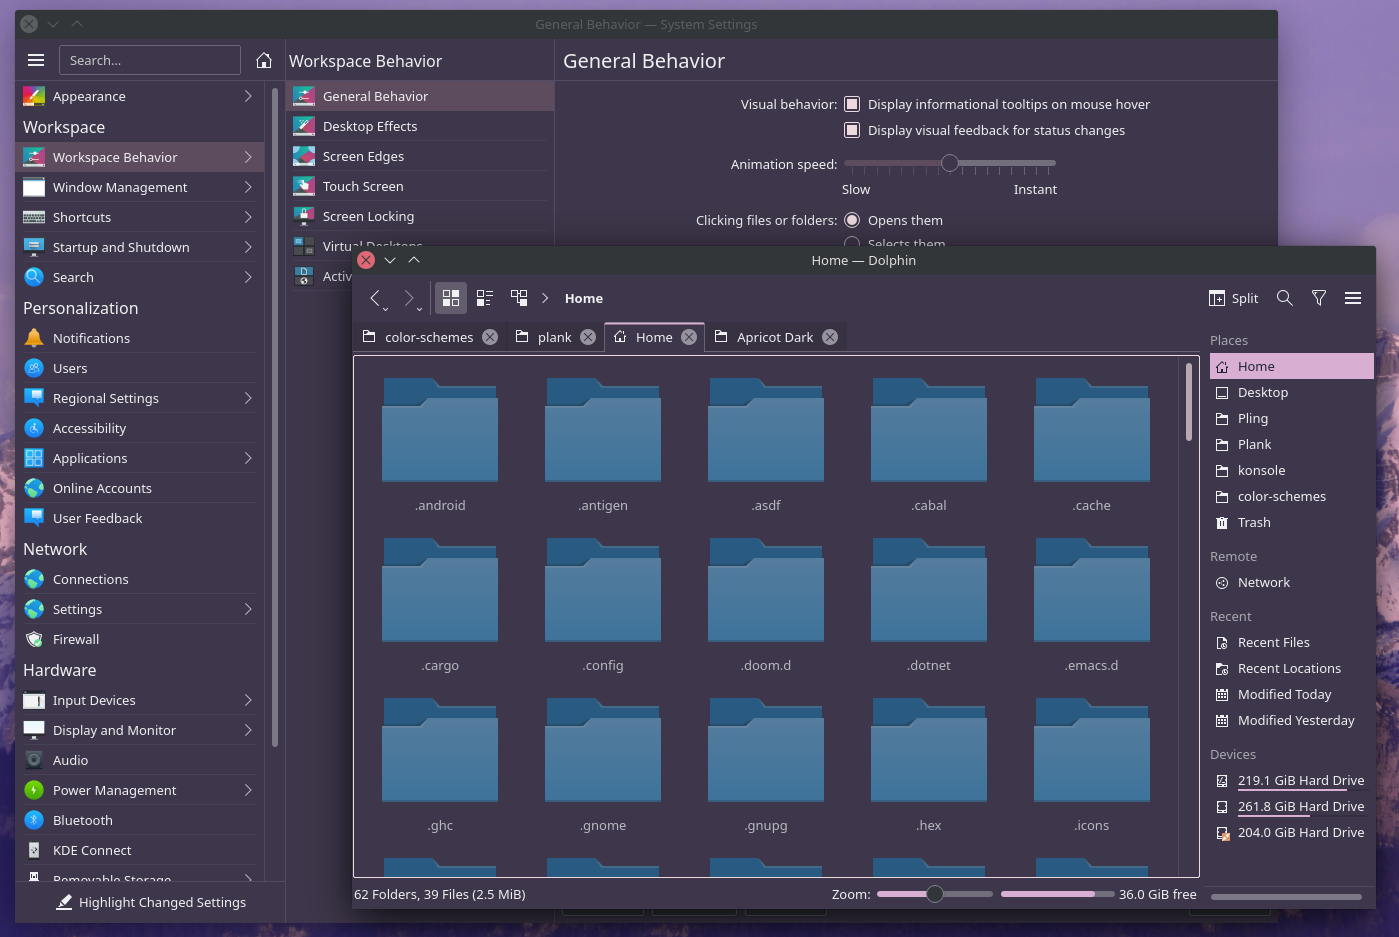 General Behavior — System Settings
Search...
Workspace Behavior
General Behavior
Appearance
Workspace
Workspace Behavior
Window Management
Shortcuts
Startup and Shutdown
Search
Personalization
Notifications
Users
Regional Settings
Accessibility
Applications
Online Accounts
User Feedback
Network
Connections
Settings
Firewall
Hardware
Input Devices
Display and Monitor
Audio
Power Management
Bluetooth
KDE Connect
Removable Storage
Highlight Changed Settings
General Behavior
Desktop Effects
Screen Edges
Touch Screen
Screen Locking
Virtual Desktops
Activ
Visual behavior: Display informational tooltips on mouse hover
Display visual feedback for status changes
Animation speed:
Slow Instant
Clicking files or folders: Opens them
Selects them
Home — Dolphin
Home
Split
color-schemes plank Home Apricot Dark
.android .antigen .asdf .cabal .cache
.cargo .config .doom.d .dotnet .emacs.d
.ghc .gnome .gnupg .hex .icons
62 Folders, 39 Files (2.5 MiB) Zoom: 36.0 GiB free
Places
Home
Desktop
Pling
Plank
konsole
color-schemes
Trash
Remote
Network
Recent
Recent Files
Recent Locations
Modified Today
Modified Yesterday
Devices
219.1 GiB Hard Drive
261.8 GiB Hard Drive
204.0 GiB Hard Drive